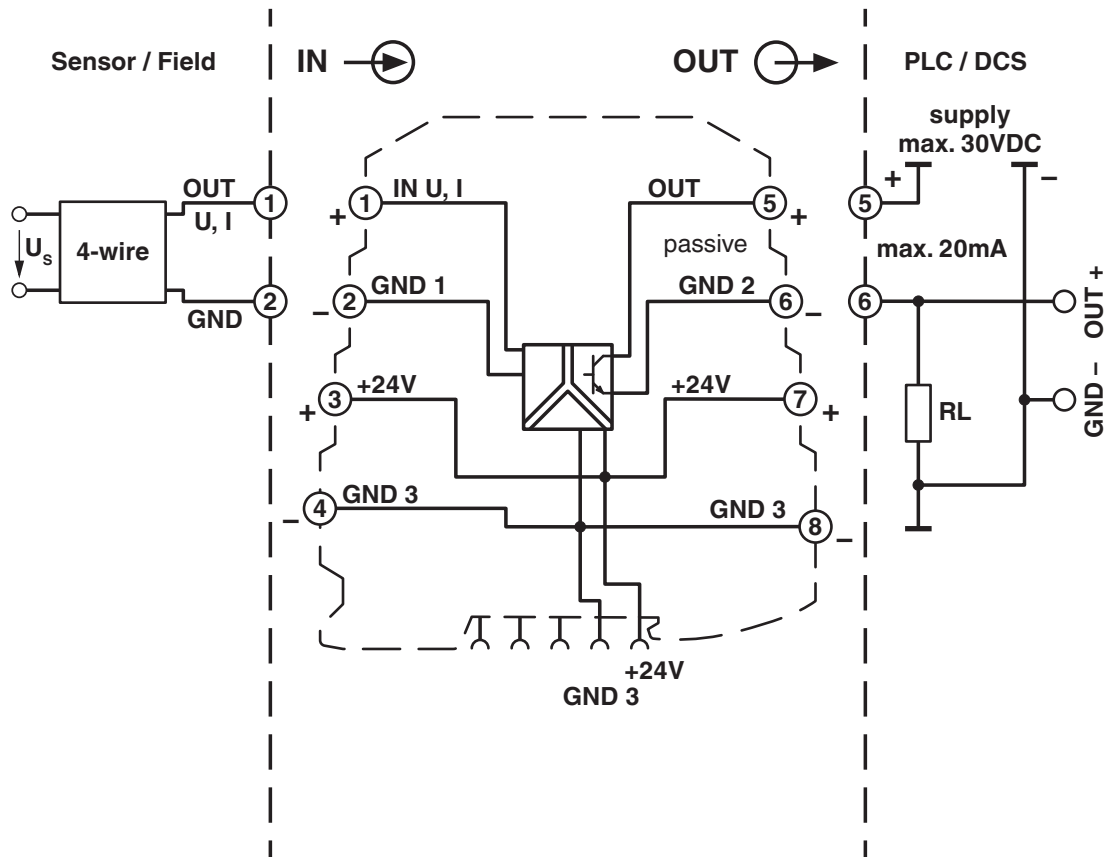 Sensor / Field
IN
OUT
PLC / DCS
supply
max. 30VDC
+
−
OUT
U, I
1
4-wire
Us
2
GND
1
IN U, I
+
OUT
5
+
5
passive
max. 20mA
2
GND 1
−
GND 2
6
−
6
OUT +
GND −
3
+24V
+
+24V
7
+
RL
4
GND 3
−
GND 3
8
−
+24V
GND 3